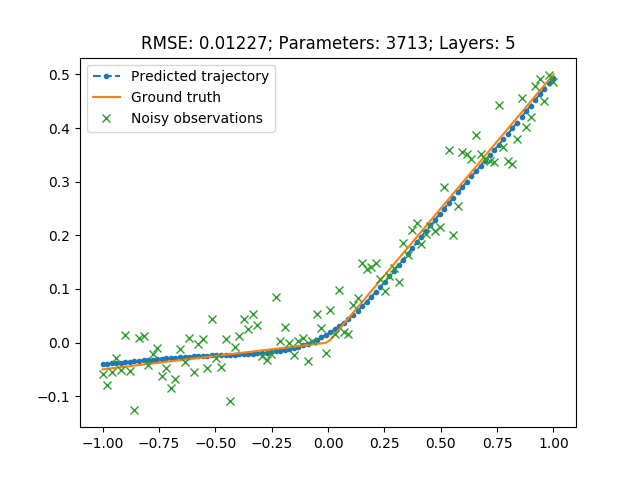 RMSE: 0.01227; Parameters: 3713; Layers: 5
Predicted trajectory
Ground truth
Noisy observations
0.5
0.4
0.3
0.2
0.1
0.0
−0.1
−1.00 −0.75 −0.50 −0.25 0.00 0.25 0.50 0.75 1.00